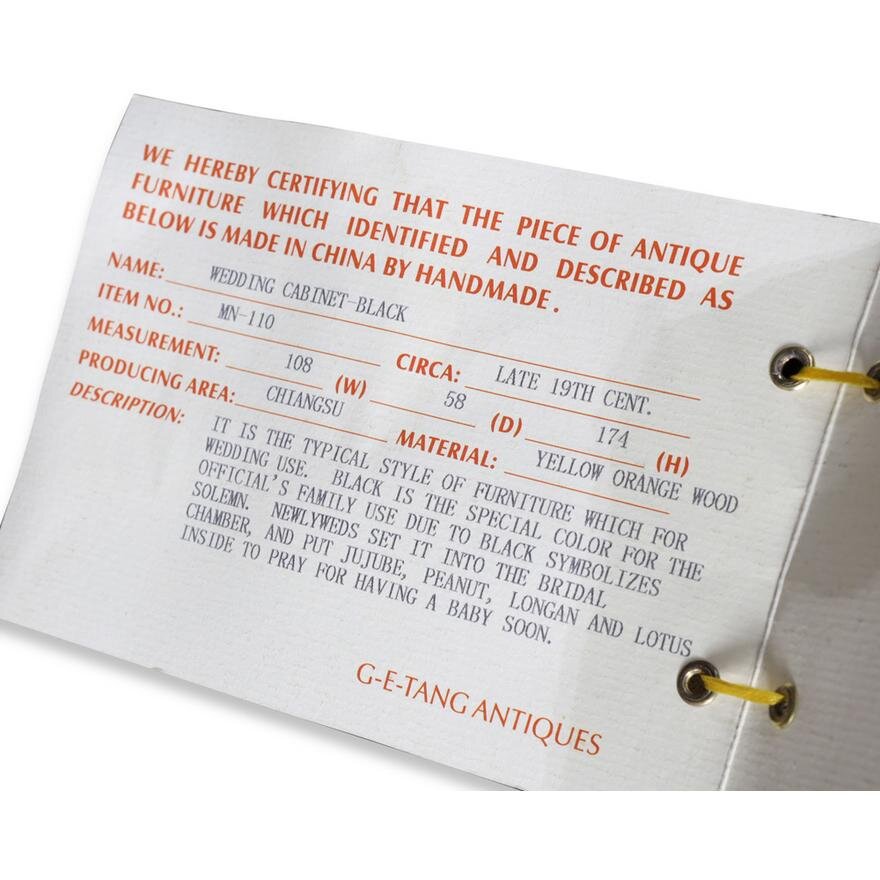 WE HEREBY CERTIFYING THAT THE PIECE OF ANTIQUE
FURNITURE WHICH IDENTIFIED AND DESCRIBED AS
BELOW IS MADE IN CHINA BY HANDMADE.
NAME: WEDDING CABINET-BLACK
ITEM NO.: MN-110 CIRCA: LATE 19TH CENT.
MEASUREMENT: 108 (W) 58 (D) 174 (H)
PRODUCING AREA: CHIANGSU MATERIAL: YELLOW ORANGE WOOD
DESCRIPTION: IT IS THE TYPICAL STYLE OF FURNITURE WHICH FOR
WEDDING USE. BLACK IS THE SPECIAL COLOR FOR THE
OFFICIAL'S FAMILY USE DUE TO BLACK SYMBOLIZES
SOLEMN. NEWLYWEDS SET IT INTO THE BRIDAL
CHAMBER, AND PUT JUJUBE, PEANUT, LONGAN AND LOTUS
INSIDE TO PRAY FOR HAVING A BABY SOON.
G-E-TANG ANTIQUES